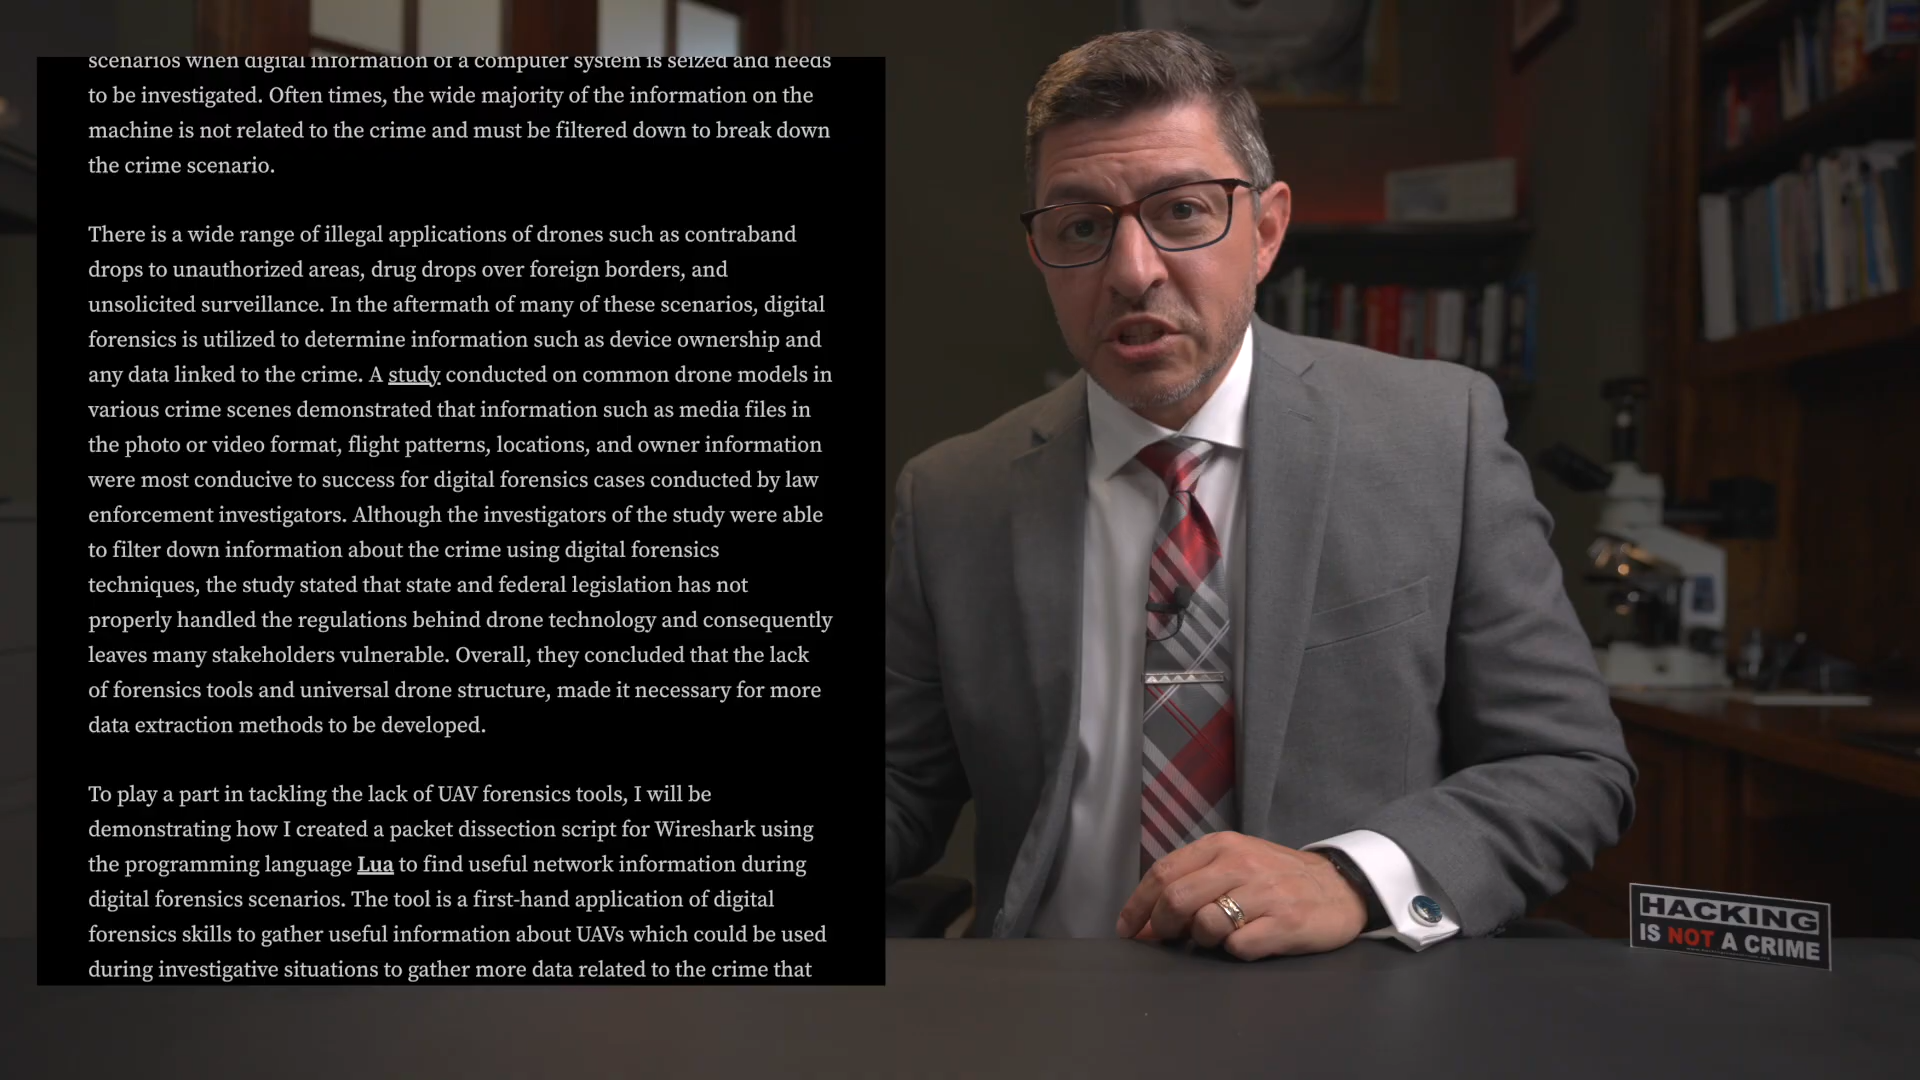 scenarios when digital information of a computer system is seized and needs
to be investigated. Often times, the wide majority of the information on the
machine is not related to the crime and must be filtered down to break down
the crime scenario.
There is a wide range of illegal applications of drones such as contraband
drops to unauthorized areas, drug drops over foreign borders, and
unsolicited surveillance. In the aftermath of many of these scenarios, digital
forensics is utilized to determine information such as device ownership and
any data linked to the crime. A study conducted on common drone models in
various crime scenes demonstrated that information such as media files in
the photo or video format, flight patterns, locations, and owner information
were most conducive to success for digital forensics cases conducted by law
enforcement investigators. Although the investigators of the study were able
to filter down information about the crime using digital forensics
techniques, the study stated that state and federal legislation has not
properly handled the regulations behind drone technology and consequently
leaves many stakeholders vulnerable. Overall, they concluded that the lack
of forensics tools and universal drone structure, made it necessary for more
data extraction methods to be developed.
To play a part in tackling the lack of UAV forensics tools, I will be
demonstrating how I created a packet dissection script for Wireshark using
the programming language Lua to find useful network information during
digital forensics scenarios. The tool is a first-hand application of digital
forensics skills to gather useful information about UAVs which could be used
during investigative situations to gather more data related to the crime that
HACKING
IS NOT A CRIME